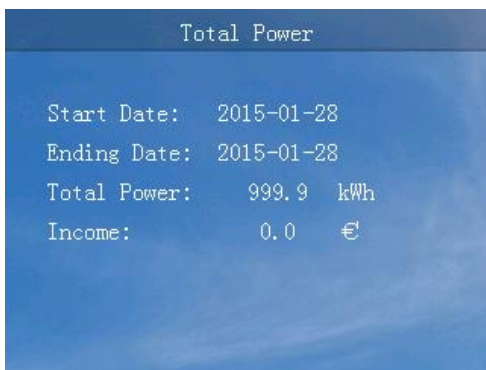 Total Power
Start Date: 2015-01-28
Ending Date: 2015-01-28
Total Power: 999.9 kWh
Income: 0.0 €